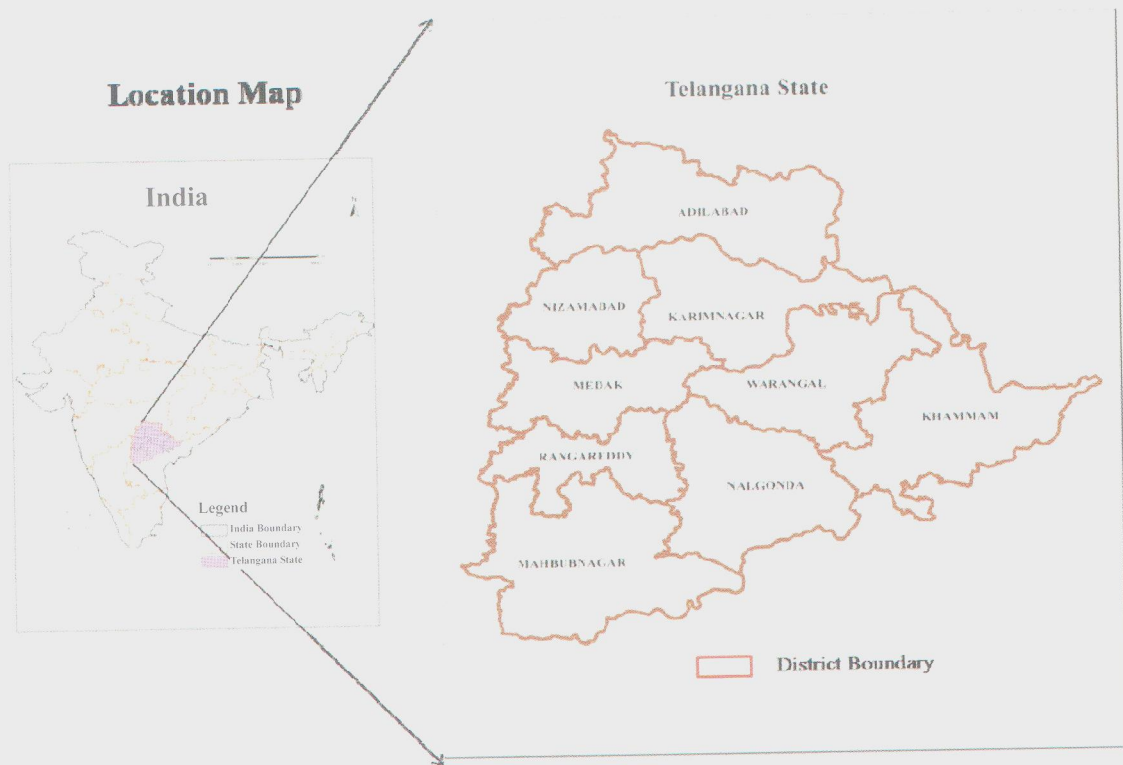 Location Map
India
Legend
India Boundary
State Boundary
Telangana State
Telangana State
ADILABAD
NIZAMABAD
KARIMNAGAR
MEDAK
WARANGAL
KHAMMAM
RANGAREDDY
NALGONDA
MAHBUBNAGAR
District Boundary